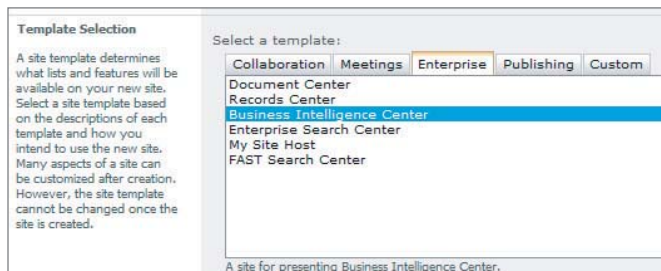 Template Selection
A site template determines
what lists and features will be
available on your new site.
Select a site template based
on the descriptions of each
template and how you
intend to use the new site.
Many aspects of a site can
be customized after creation.
However, the site template
cannot be changed once the
site is created.
Select a template:
Collaboration Meetings Enterprise Publishing Custom
Document Center
Records Center
Business Intelligence Center
Enterprise Search Center
My Site Host
FAST Search Center
A site for presenting Business Intelligence Center.